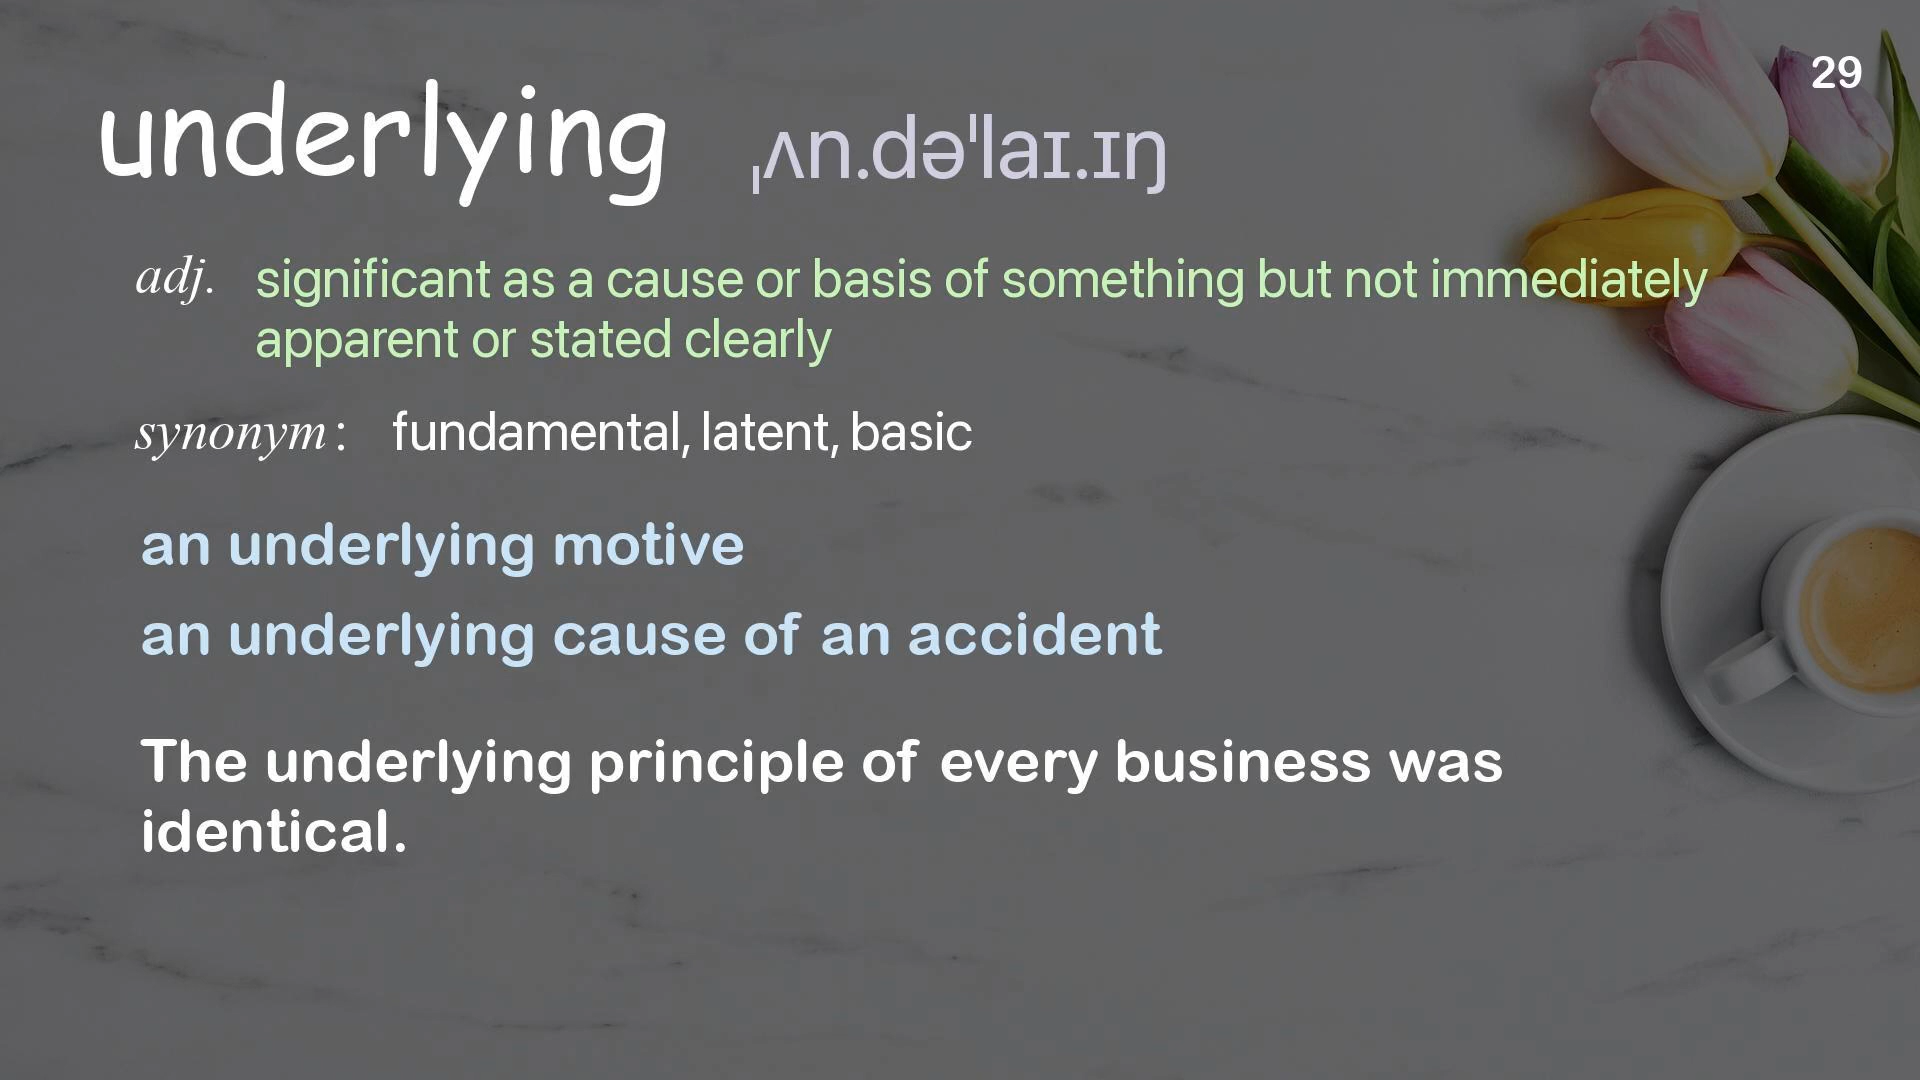 29
underlying ˌʌn.dəˈlaɪ.ɪŋ
adj. significant as a cause or basis of something but not immediately
apparent or stated clearly
synonym: fundamental, latent, basic
an underlying motive
an underlying cause of an accident
The underlying principle of every business was
identical.